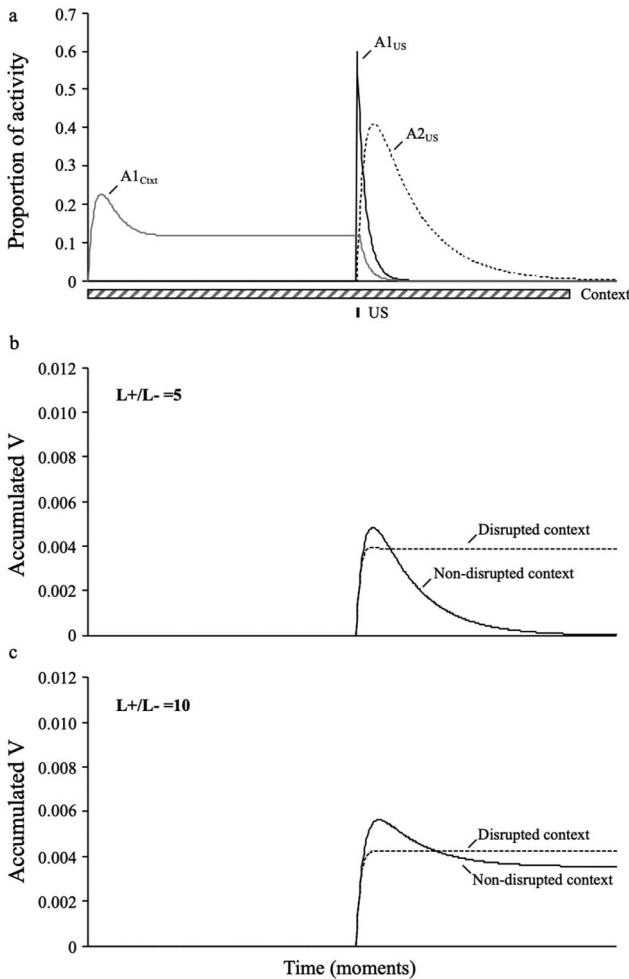 a
Proportion of activity
0.7
0.6
0.5
0.4
0.3
0.2
0.1
0
A1US
A2US
A1Ctxt
Context
US
b
Accumulated V
0.012
0.010
0.008
0.006
0.004
0.002
0
L+/L- =5
Disrupted context
Non-disrupted context
c
Accumulated V
0.012
0.010
0.008
0.006
0.004
0.002
0
L+/L- =10
Disrupted context
Non-disrupted context
Time (moments)